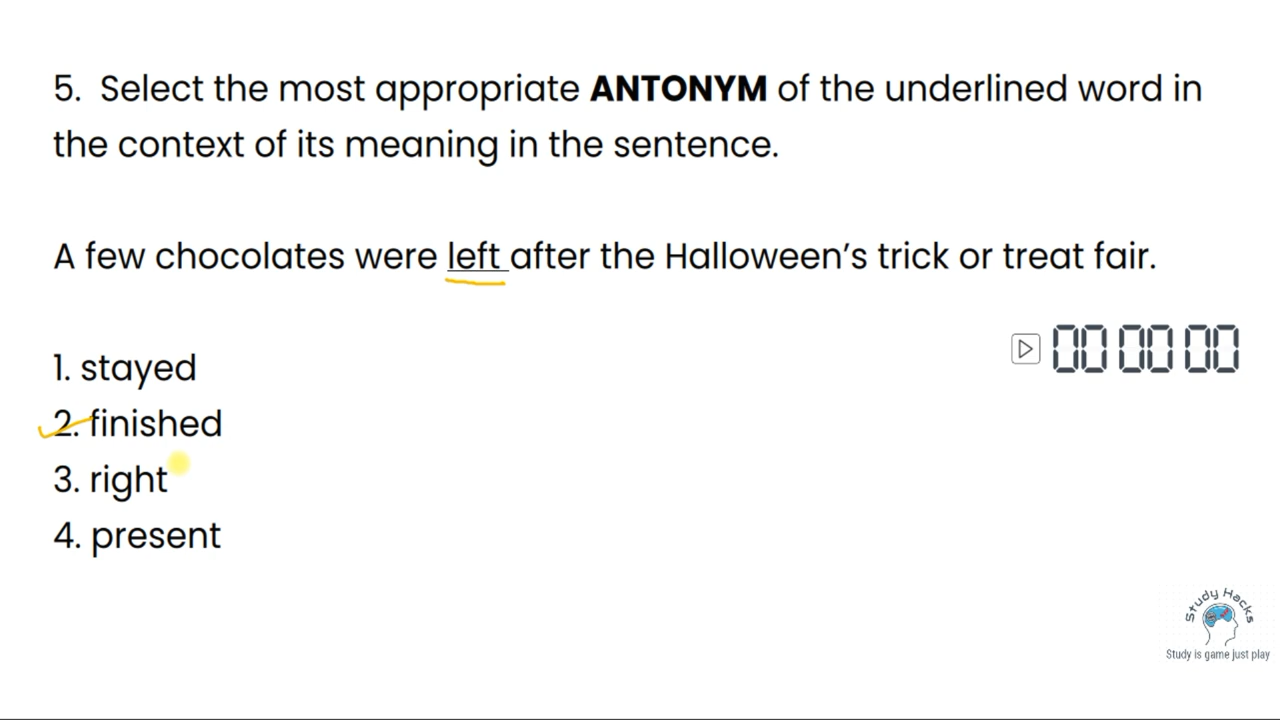 5. Select the most appropriate ANTONYM of the underlined word in
the context of its meaning in the sentence.
A few chocolates were left after the Halloween’s trick or treat fair.
1. stayed
2. finished
3. right
4. present
00 00 00
Study Hacks
Study is game just play